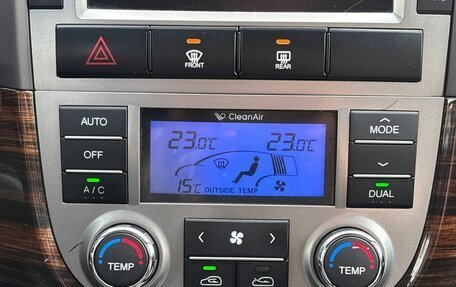 FRONT
REAR
CleanAir
AUTO
OFF
A/C
23.0°C
23.0°C
15°C OUTSIDE TEMP
MODE
DUAL
TEMP
TEMP